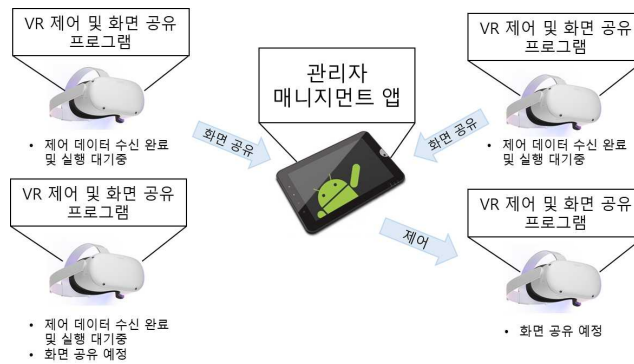 VR 제어 및 화면 공유
프로그램
• 제어 데이터 수신 완료
및 실행 대기중
화면 공유
관리자
매니지먼트 앱
VR 제어 및 화면 공유
프로그램
화면 공유
• 제어 데이터 수신 완료
및 실행 대기중
VR 제어 및 화면 공유
프로그램
• 제어 데이터 수신 완료
및 실행 대기중
• 화면 공유 예정
제어
VR 제어 및 화면 공유
프로그램
• 화면 공유 예정